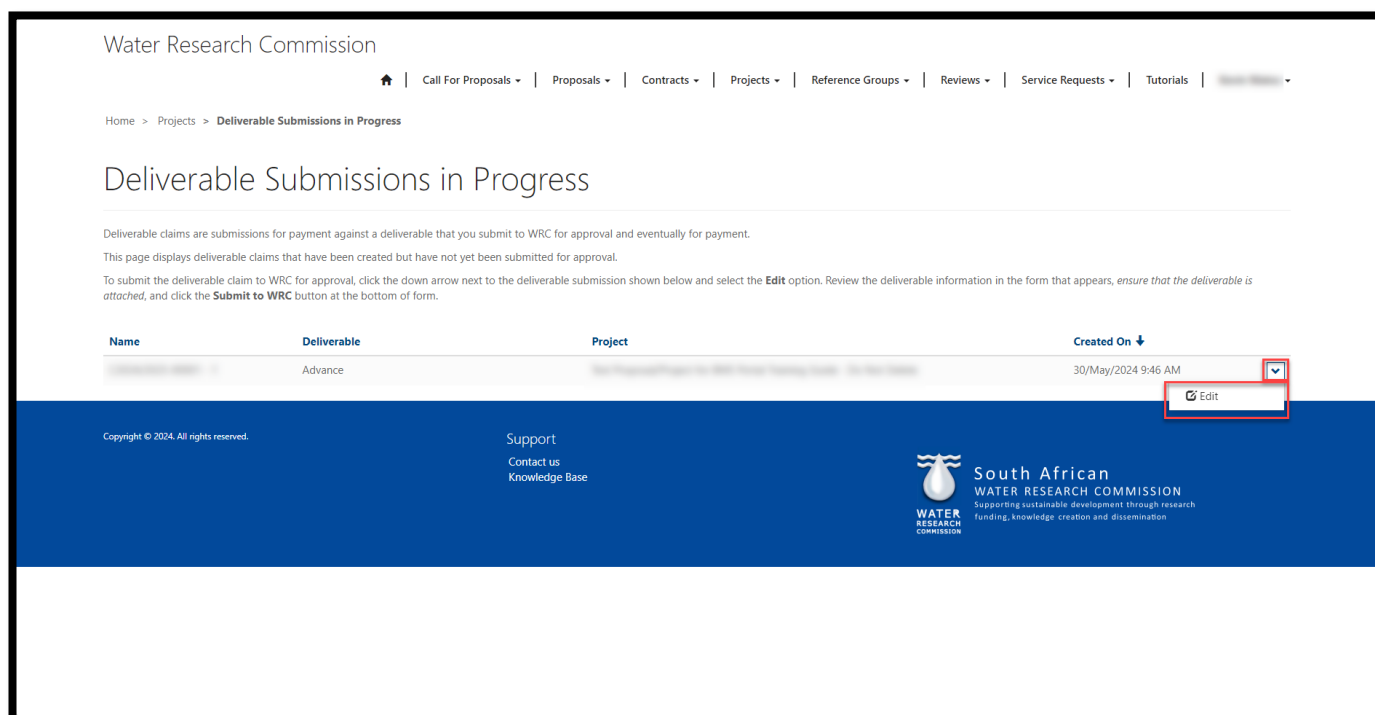 Water Research Commission
Call For Proposals | Proposals | Contracts | Projects | Reference Groups | Reviews | Service Requests | Tutorials |
Home > Projects > Deliverable Submissions in Progress
Deliverable Submissions in Progress
Deliverable claims are submissions for payment against a deliverable that you submit to WRC for approval and eventually for payment.
This page displays deliverable claims that have been created but have not yet been submitted for approval.
To submit the deliverable claim to WRC for approval, click the down arrow next to the deliverable submission shown below and select the Edit option. Review the deliverable information in the form that appears, ensure that the deliverable is
attached, and click the Submit to WRC button at the bottom of form.
Name Deliverable Project Created On
Advance 30/May/2024 9:46 AM
Edit
Copyright © 2024. All rights reserved.
Support
Contact us
Knowledge Base
WATER
RESEARCH
COMMISSION
South African
WATER RESEARCH COMMISSION
Supporting sustainable development through research
funding, knowledge creation and dissemination